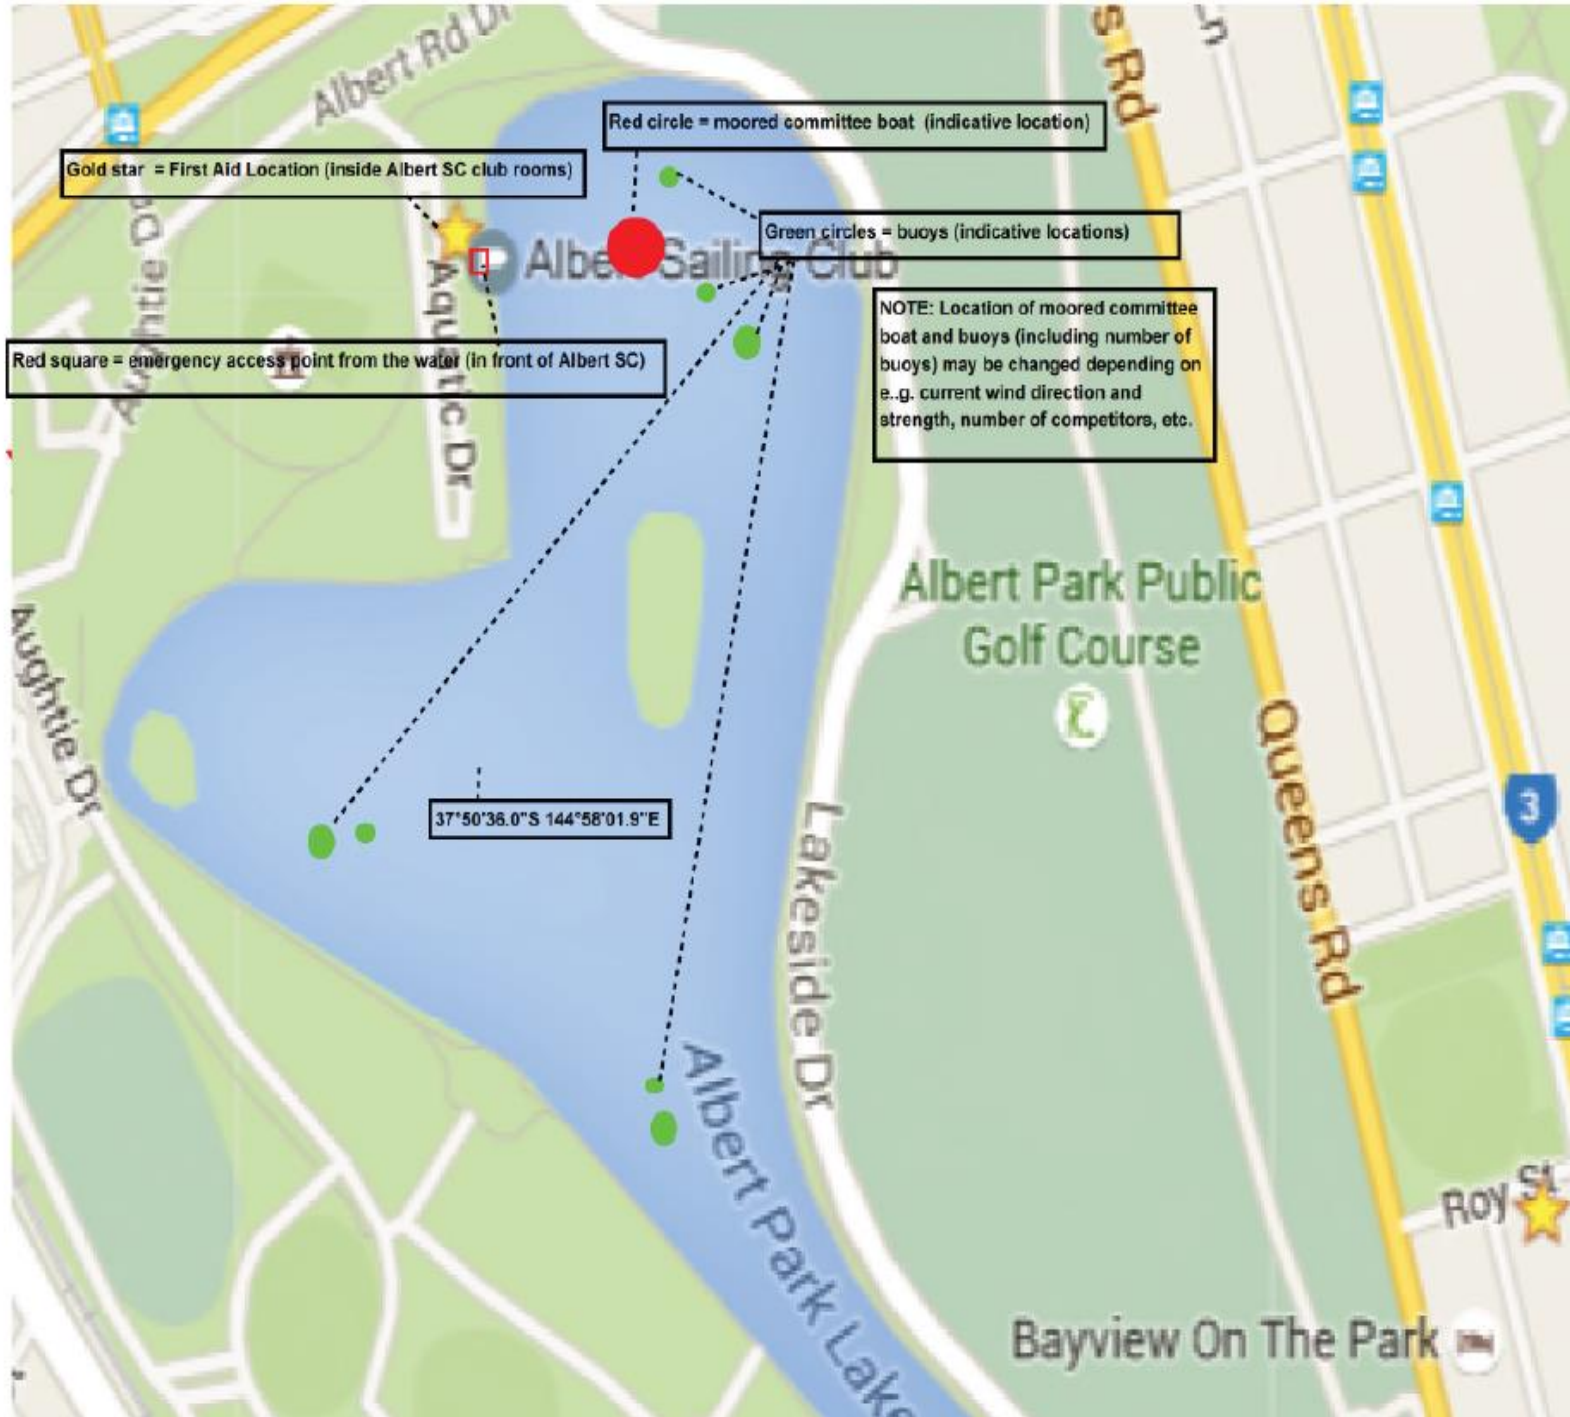 s Rd
Ln
Albert Rd Dr
Red circle = moored committee boat (indicative location)
Gold star = First Aid Location (inside Albert SC club rooms)
Green circles = buoys (indicative locations)
Albert Sailing Club
Aughtie Dr
Aquatic Dr
NOTE: Location of moored committee
boat and buoys (including number of
buoys) may be changed depending on
e..g. current wind direction and
strength, number of competitors, etc.
Red square = emergency access point from the water (in front of Albert SC)
Albert Park Public
Golf Course
Aughtie Dr
Queens Rd
37°50'36.0"S 144°58'01.9"E
Lakeside Dr
3
Albert Park Lake
Roy St
Bayview On The Park